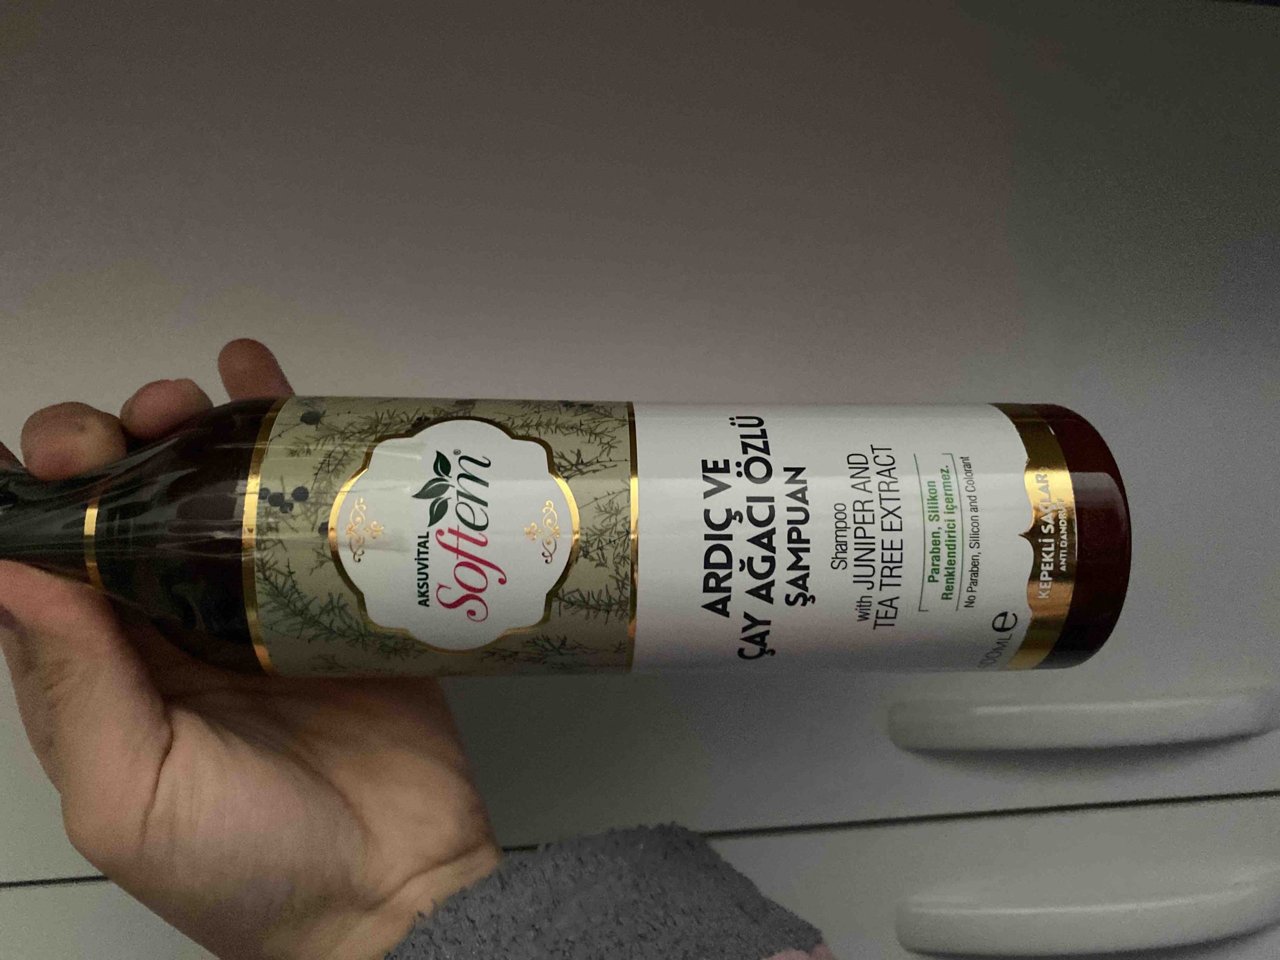 AKSUVİTAL
Softem®
ARDIÇ VE
ÇAY AĞACI ÖZLÜ
ŞAMPUAN
Shampoo
with JUNIPER AND
TEA TREE EXTRACT
Paraben, Silikon
Renklendirici içermez.
No Paraben, Silicon and Colorant
KEPEKLİ SAÇLAR
ANTI DANDRUFF
ML e